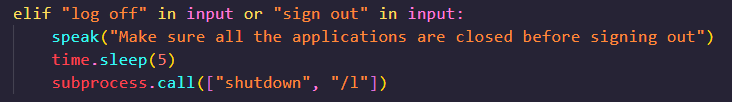 elif "log off" in input or "sign out" in input:
    speak("Make sure all the applications are closed before signing out")
    time.sleep(5)
    subprocess.call(["shutdown", "/l"])